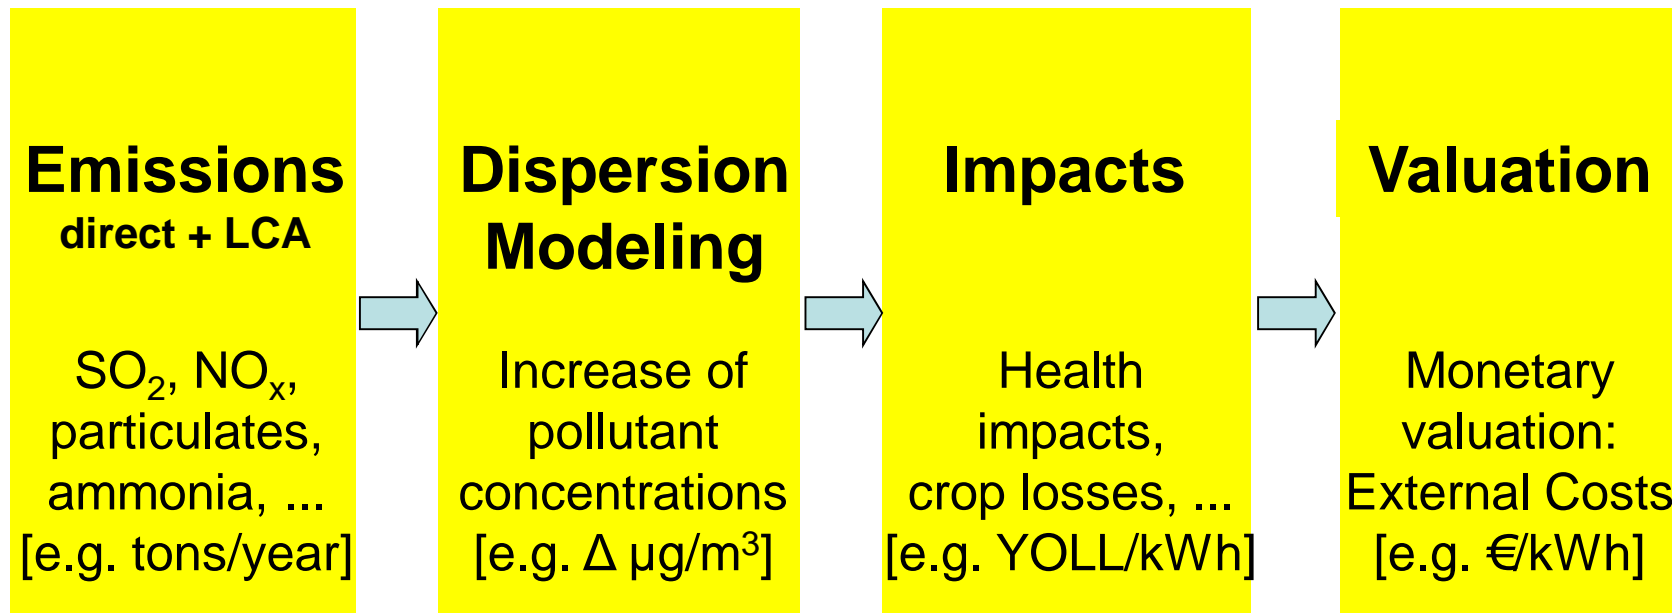 Emissions
direct + LCA
SO₂, NOₓ,
particulates,
ammonia, ...
[e.g. tons/year]
Dispersion
Modeling
Increase of
pollutant
concentrations
[e.g. Δ µg/m³]
Impacts
Health
impacts,
crop losses, ...
[e.g. YOLL/kWh]
Valuation
Monetary
valuation:
External Costs
[e.g. €/kWh]